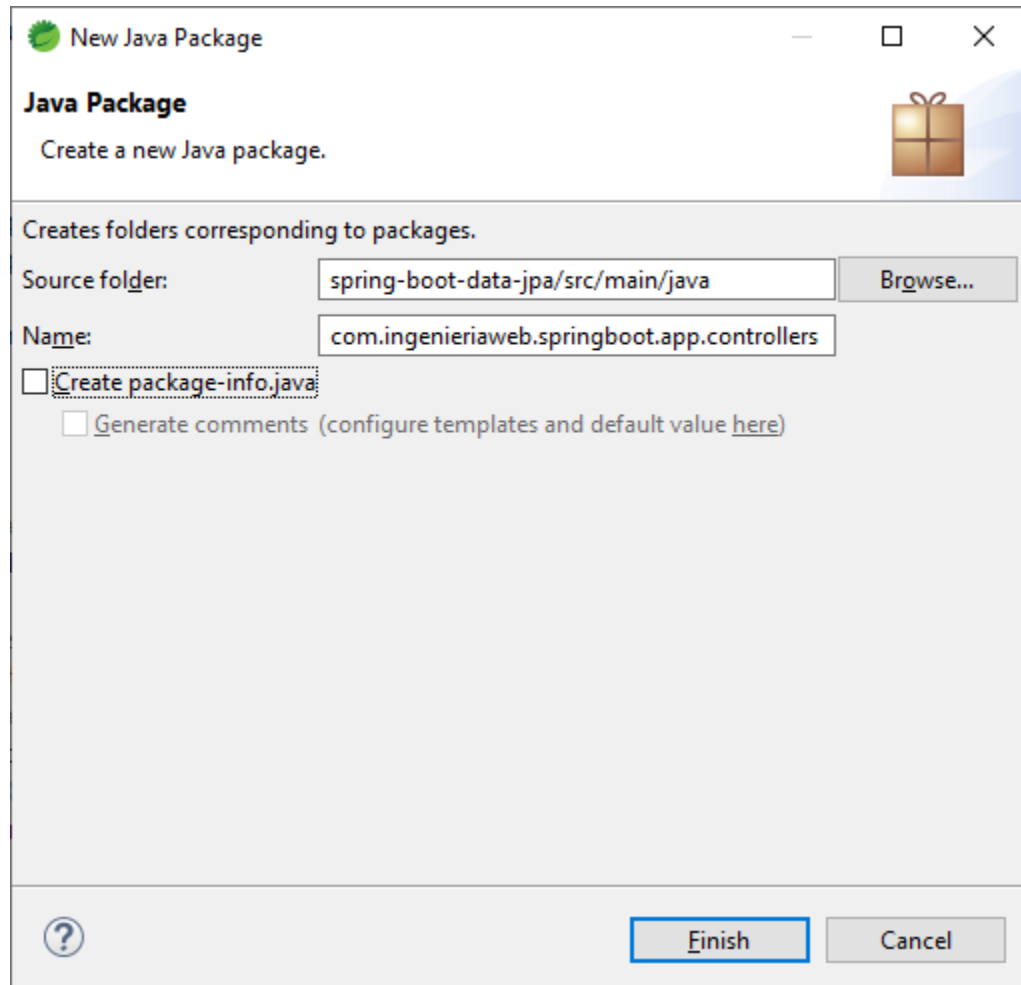 New Java Package
Java Package
Create a new Java package.
Creates folders corresponding to packages.
Source folder: spring-boot-data-jpa/src/main/java Browse...
Name: com.ingenieriaweb.springboot.app.controllers
Create package-info.java
Generate comments (configure templates and default value here)
?
Finish Cancel